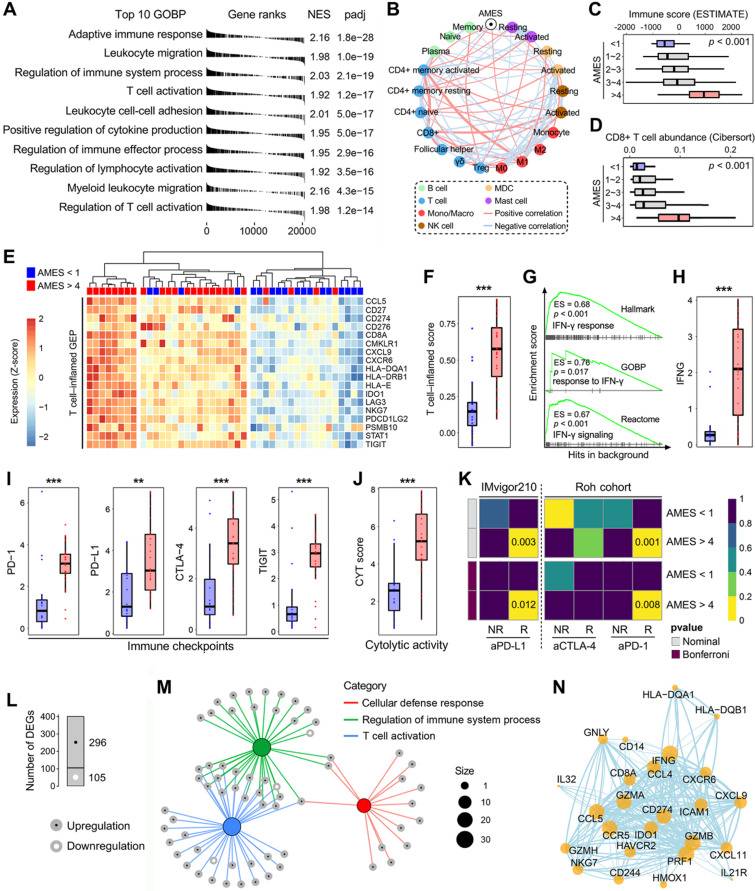 A
Top 10 GOBP Gene ranks NES padj
Adaptive immune response 2.16 1.8e−28
Leukocyte migration 1.98 1.0e−19
Regulation of immune system process 2.03 2.1e−19
T cell activation 1.92 1.2e−17
Leukocyte cell-cell adhesion 2.01 5.0e−17
Positive regulation of cytokine production 1.95 5.0e−17
Regulation of immune effector process 1.95 2.9e−16
Regulation of lymphocyte activation 1.92 3.5e−16
Myeloid leukocyte migration 2.16 4.3e−15
Regulation of T cell activation 1.98 1.2e−14
0 10000 20000
B
AMES
Memory
Resting
Naive
Activated
Plasma
Resting
CD4+ memory activated
Activated
CD4+ memory resting
Resting
CD4+ naive
Activated
CD8+
Monocyte
Follicular helper
M2
γδ
Treg
M0
M1
B cell
MDC
T cell
Mast cell
Mono/Macro
Positive correlation
NK cell
Negative correlation
C
Immune score (ESTIMATE)
−2000 0 1000 2000
AMES
<1
1−2
2−3
3−4
>4
p < 0.001
D
CD8+ T cell abundance (Cibersort)
0 0.1 0.2
AMES
<1
1−2
2−3
3−4
>4
p < 0.001
E
AMES < 1
AMES > 4
Expression (Z-score)
2
1
0
−1
−2
T cell−inflamed GEP
CCL5
CD27
CD274
CD276
CD8A
CMKLR1
CXCL9
CXCR6
HLA−DQA1
HLA−DRB1
HLA−E
IDO1
LAG3
NKG7
PDCD1LG2
PSMB10
STAT1
TIGIT
F
***
T cell−inflamed score
0.75
0.50
0.25
0.00
G
Enrichment score
ES = 0.68
p < 0.001
Hallmark
IFN-γ response
ES = 0.76
GOBP
p = 0.017
response to IFN-γ
ES = 0.67
Reactome
p < 0.001
IFN-γ signaling
Hits in background
H
***
IFNG
4
3
2
1
0
I
***
PD-1
6
4
2
0
**
PD-L1
4
3
2
1
***
CTLA-4
6
4
2
0
***
TIGIT
5
4
3
2
1
0
Immune checkpoints
J
***
CYT score
6
4
2
Cytolytic activity
K
IMvigor210 Roh cohort
AMES < 1
0.003 0.001 AMES > 4
AMES < 1
0.012 0.008 AMES > 4
NR R NR R NR R
aPD-L1 aCTLA-4 aPD-1
1
0.8
0.6
0.4
0.2
0
pvalue
Nominal
Bonferroni
L
Number of DEGs
400
300
200
100
0
296
105
Upregulation
Downregulation
M
Category
Cellular defense response
Regulation of immune system process
T cell activation
Size
1
10
20
30
N
HLA−DQA1
HLA−DQB1
GNLY
CD14
IFNG
IL32
CD8A
CCL4
CXCR6
GZMA
CXCL9
CD274
ICAM1
CCL5
CCR5
IDO1
GZMB
HAVCR2
GZMH
CXCL11
NKG7
PRF1
CD244
IL21R
HMOX1